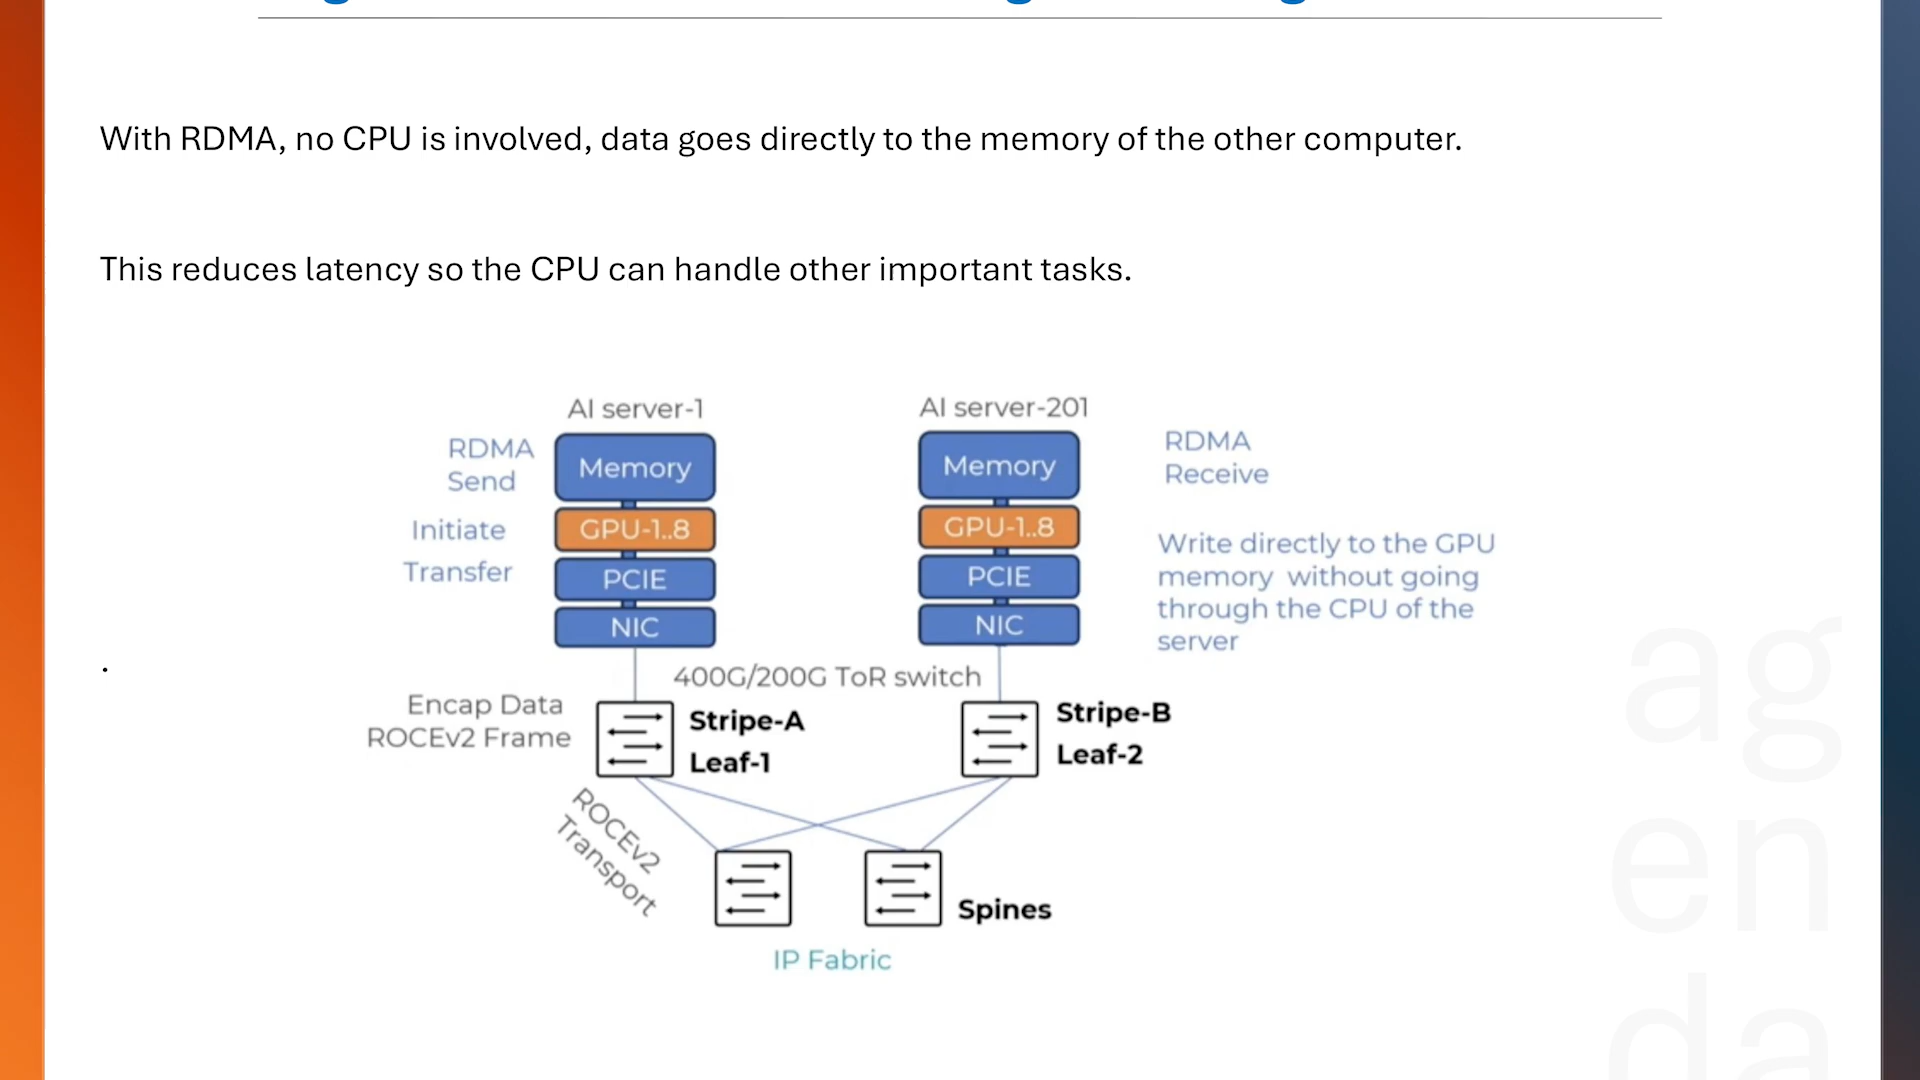 With RDMA, no CPU is involved, data goes directly to the memory of the other computer.
This reduces latency so the CPU can handle other important tasks.
AI server-1
AI server-201
RDMA
Send
Memory
Memory
RDMA
Receive
Initiate
Transfer
GPU-1..8
GPU-1..8
PCIE
PCIE
NIC
NIC
Write directly to the GPU
memory without going
through the CPU of the
server
.
400G/200G ToR switch
Encap Data
ROCEv2 Frame
Stripe-A
Leaf-1
Stripe-B
Leaf-2
ROCEv2
Transport
Spines
IP Fabric
ag
en
da